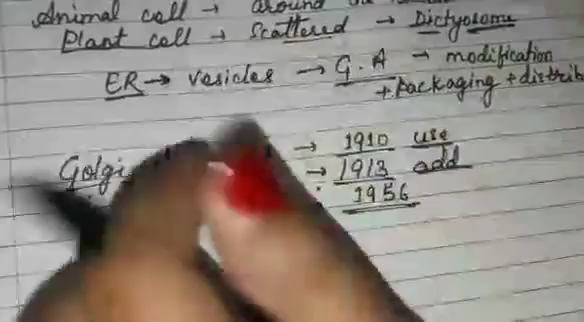 Animal cell → around
Plant cell → Scattered → Dictyosome
ER → vesicles → G.A → modification
+ Packaging + distrib
→ 1910 use
Golgi → 1913 add
1956